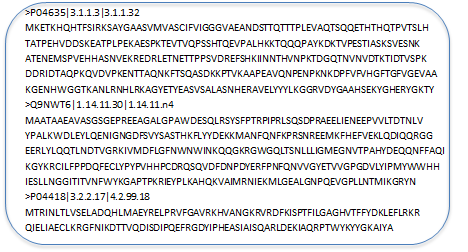 >P04635|3.1.1.3|3.1.1.32
MKETKHQHTFSIRKSAYGAASVMVASCIFVIGGGVAEANDSTTQTTTPLEVAQTSQQETHTHQTPVTSLH
TATPEHVDDSKEATPLPEKAESPKTEVTVQPSSHTQEVPALHKKTQQQPAYKDKTVPESTIASKSVESNK
ATENEMSPVEHHASNVEKREDRLETNETTPPSVDREFSHKIINNTHVNPKTDGQTNVNVDTKTIDTVSPK
DDRIDTAQPKQVDVPKENTTAQNKFTSQASDKKPTVKAAPEAVQNPENPKNKDPFVFVHGFTGFVGEVAA
KGENHWGGTKANLRNHLRKAGYETYEASVSALASNHERAVELYYYLKGGRVDYGAAHSEKYGHERYGKTY
>Q9NWT6|1.14.11.30|1.14.11.n4
MAATAAEAVASGSGEPREEAGALGPAWDESQLRSYSFPTRPIPRLSQSDPRAEELIENEEPVVLTDTNLV
YPALKWDLEYLQENIGNGDFSVYSASTHKFLYYDEKKMANFQNFKPRSNREEMKFHEFVEKLQDIQQRGG
EERLYLQQTLNDTVGRKIVMDFLGFNWNWINKQQGKRGWGQLTSNLLLIGMEGNVTPAHYDEQQNFFAQI
KGYKRCILFPPDQFECLYPYPVHHPCDRQSQVDFDNPDYERFPNFQNVVGYETVVGPGDVLYIPMYWWHH
IESLLNGGITITVNFWYKGAPTPKRIEYPLKAHQKVAIMRNIEKMLGEALGNPQEVGPLLNTMIKGRYN
>P04418|3.2.2.17|4.2.99.18
MTRINLTLVSELADQHLMAEYRELPRVFGAVRKHVANGKRVRDFKISPTFILGAGHVTFFYDKLEFLRKR
QIELIAECLKRGFNIKDTTVQDISDIPQEFRGDYIPHEASIAISQARLDEKIAQRPTWYKYYGKAIYA